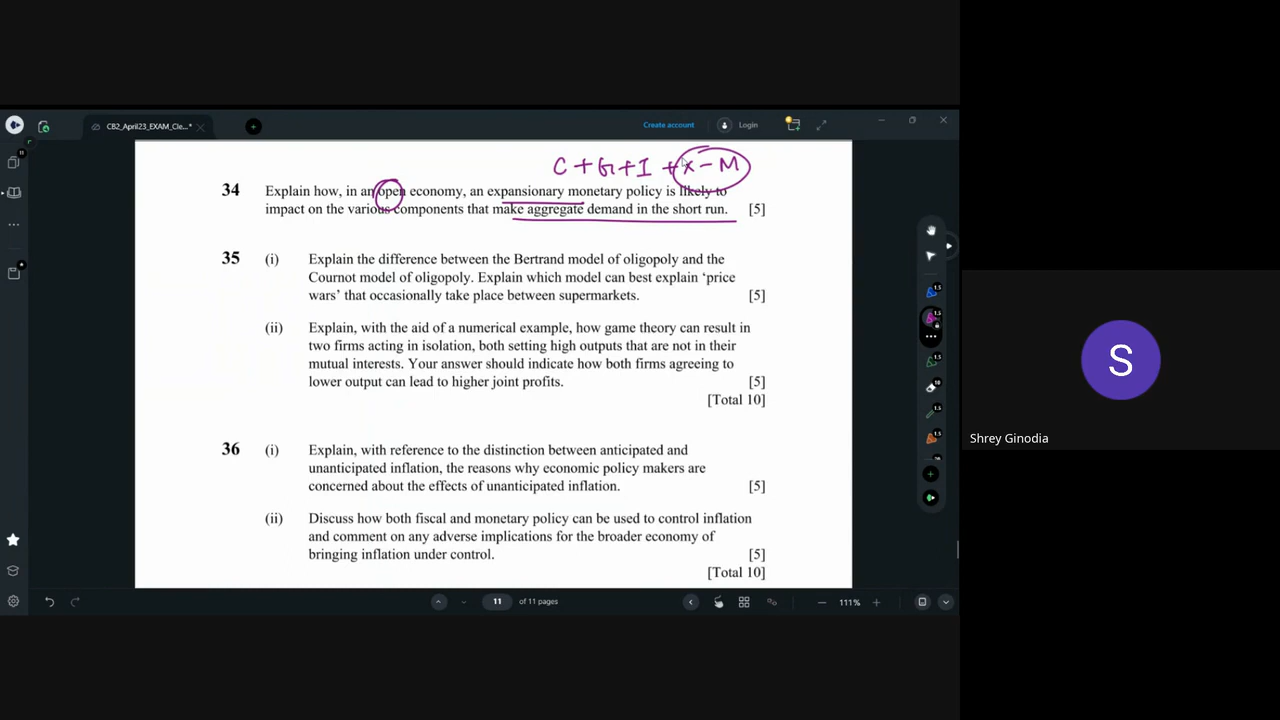 CB2_April23_EXAM_Cle...*
Create account
Login
C+G+I+X-M
34 Explain how, in an open economy, an expansionary monetary policy is likely to
impact on the various components that make aggregate demand in the short run. [5]
35 (i) Explain the difference between the Bertrand model of oligopoly and the
Cournot model of oligopoly. Explain which model can best explain ‘price
wars’ that occasionally take place between supermarkets. [5]
(ii) Explain, with the aid of a numerical example, how game theory can result in
two firms acting in isolation, both setting high outputs that are not in their
mutual interests. Your answer should indicate how both firms agreeing to
lower output can lead to higher joint profits. [5]
[Total 10]
36 (i) Explain, with reference to the distinction between anticipated and
unanticipated inflation, the reasons why economic policy makers are
concerned about the effects of unanticipated inflation. [5]
(ii) Discuss how both fiscal and monetary policy can be used to control inflation
and comment on any adverse implications for the broader economy of
bringing inflation under control. [5]
[Total 10]
11 of 11 pages
111%
S
Shrey Ginodia